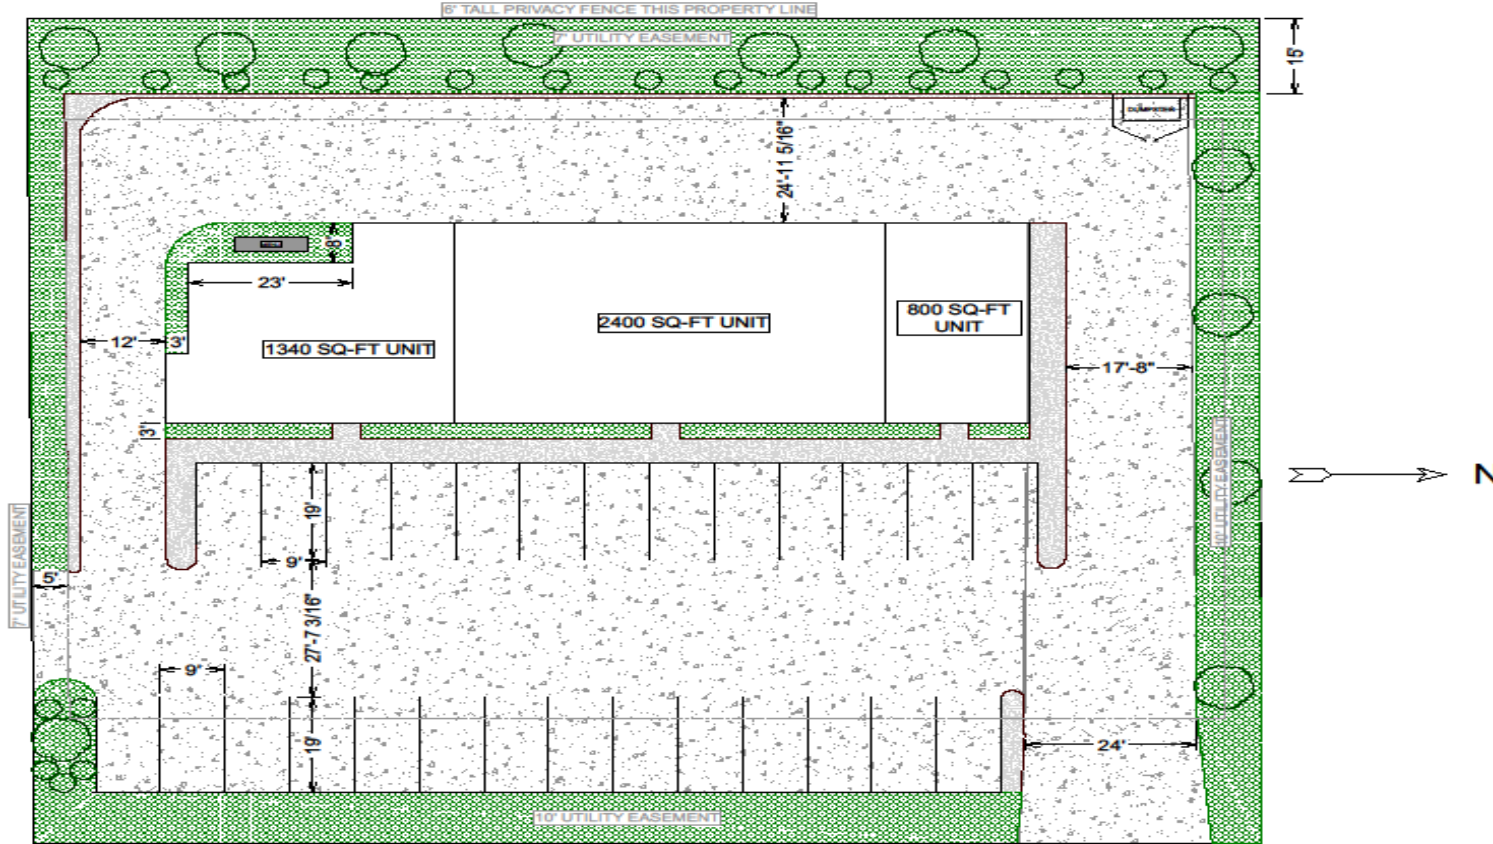 6' TALL PRIVACY FENCE THIS PROPERTY LINE
7' UTILITY EASEMENT
15'
DUMPSTER
24'-11 5/16"
8'
23'
2400 SQ-FT UNIT
800 SQ-FT
UNIT
12'
3'
1340 SQ-FT UNIT
17'-8"
3'
10' UTILITY EASEMENT
N
19'
9'
7' UTILITY EASEMENT
5'
27'-7 3/16"
9'
19'
24'
10' UTILITY EASEMENT